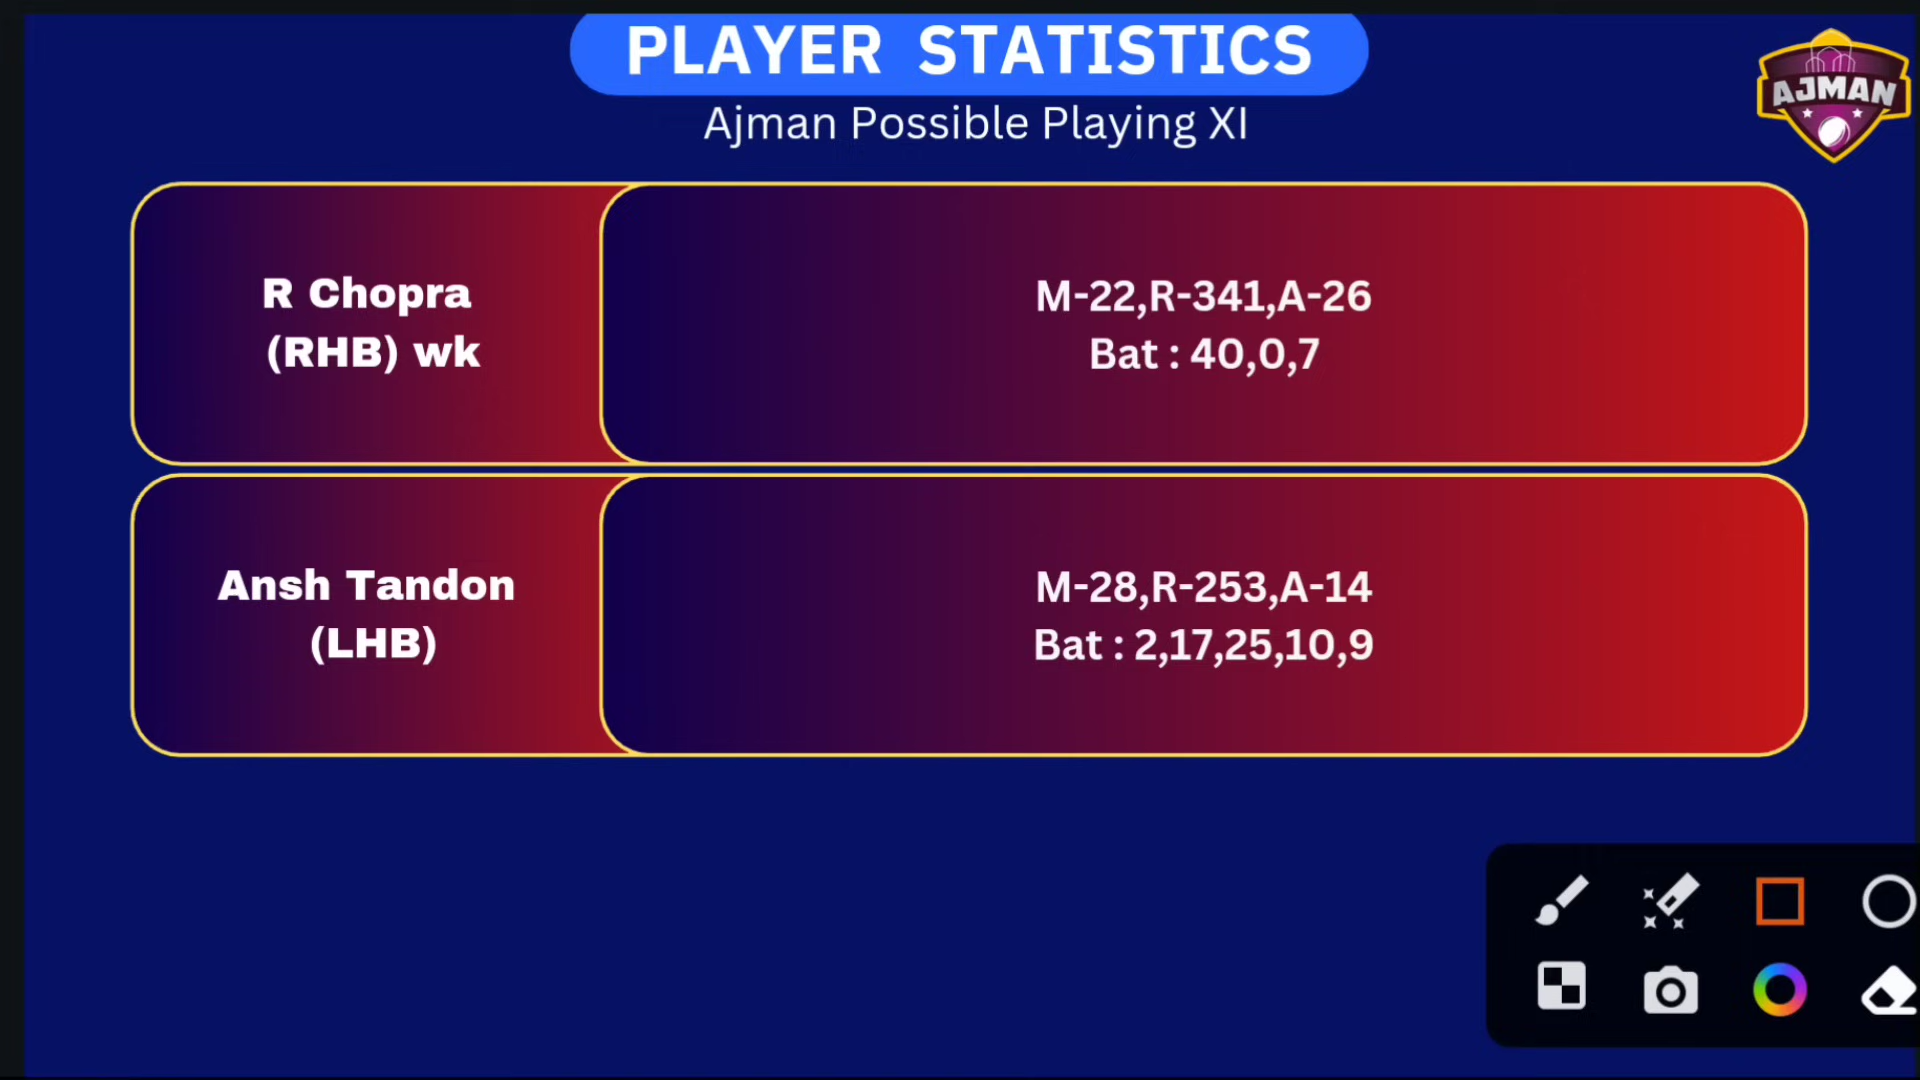 PLAYER STATISTICS
Ajman Possible Playing XI
AJMAN
R Chopra
(RHB) wk
M-22,R-341,A-26
Bat : 40,0,7
Ansh Tandon
(LHB)
M-28,R-253,A-14
Bat : 2,17,25,10,9